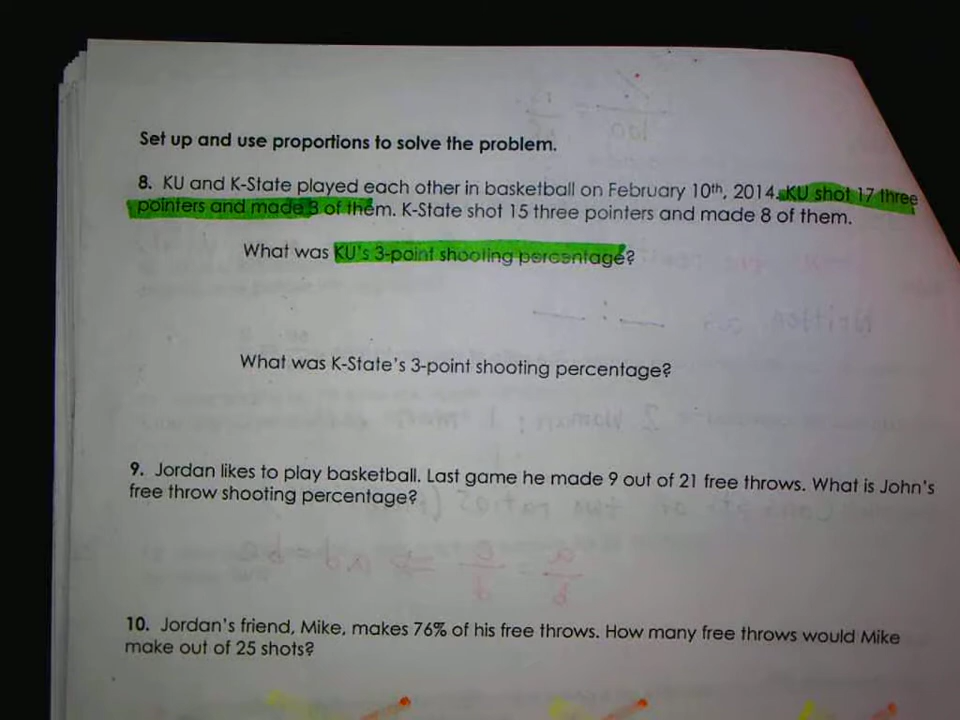 Set up and use proportions to solve the problem.
8. KU and K-State played each other in basketball on February 10th, 2014. KU shot 17 three
pointers and made 3 of them. K-State shot 15 three pointers and made 8 of them.
What was KU's 3-point shooting percentage?
What was K-State's 3-point shooting percentage?
9. Jordan likes to play basketball. Last game he made 9 out of 21 free throws. What is John's
free throw shooting percentage?
10. Jordan's friend, Mike, makes 76% of his free throws. How many free throws would Mike
make out of 25 shots?